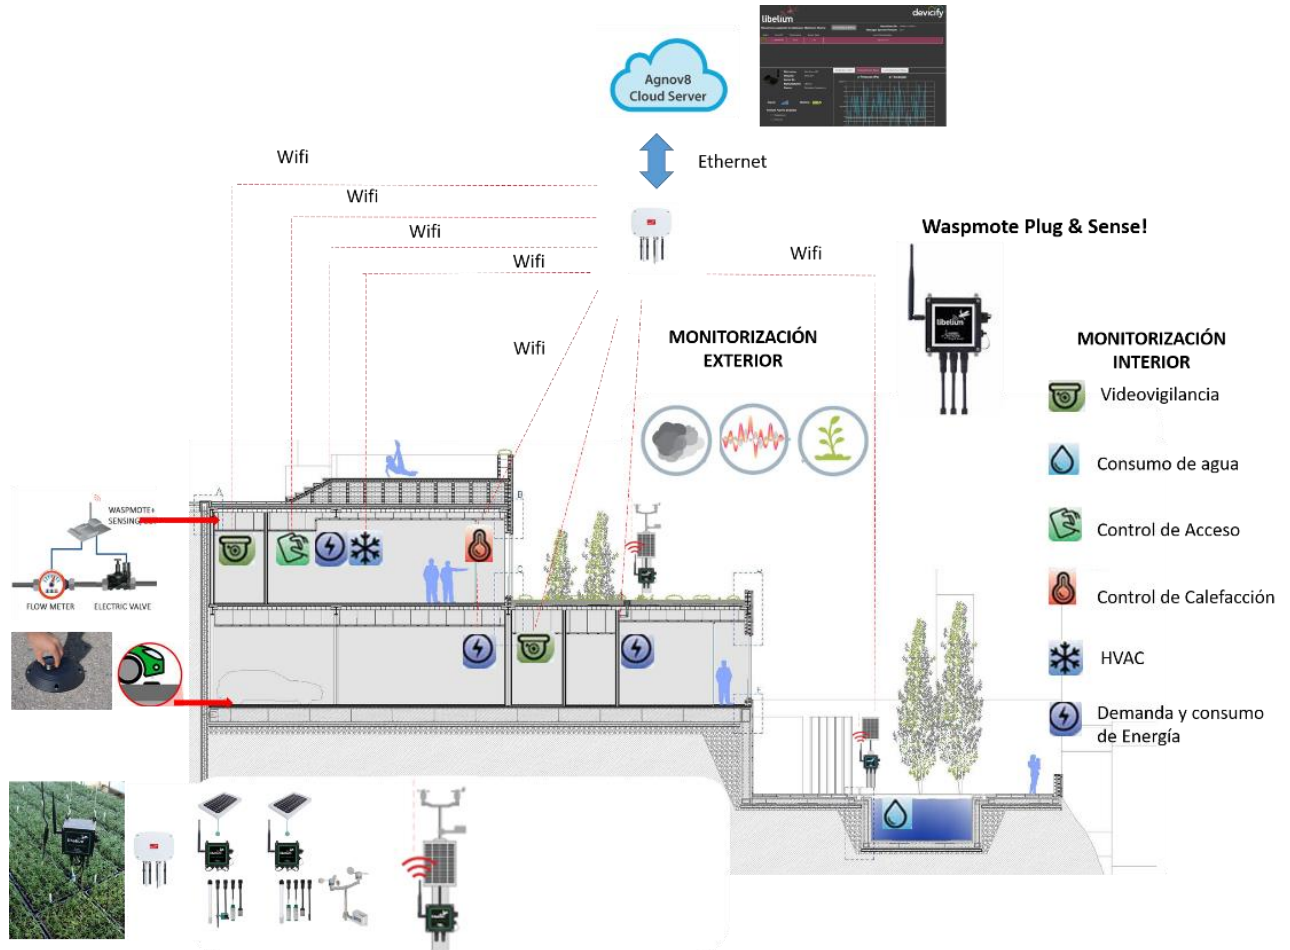 libelium
devicify
Agnov8
Cloud Server
Ethernet
Wifi
Wifi
Wifi
Wifi
Wifi
Wifi
Waspmote Plug & Sense!
libelium
MONITORIZACIÓN
EXTERIOR
MONITORIZACIÓN
INTERIOR
Videovigilancia
Consumo de agua
Control de Acceso
Control de Calefacción
HVAC
Demanda y consumo
de Energía
WASPMOTE+
FLOW METER
ELECTRIC VALVE
A
B